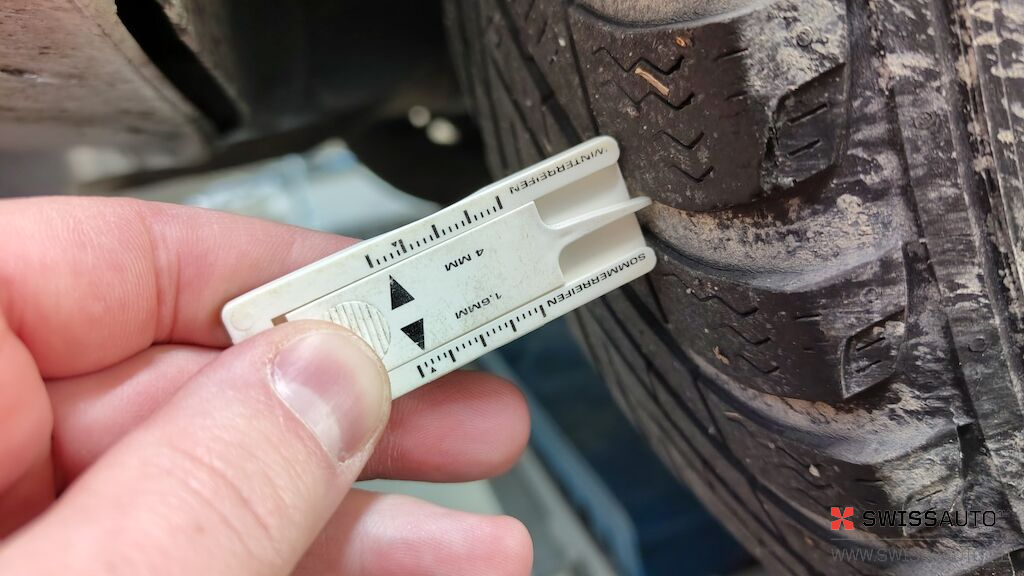 WINTERREIFEN
4 MM
1,6MM
SOMMERREIFEN
SWISSAUTO